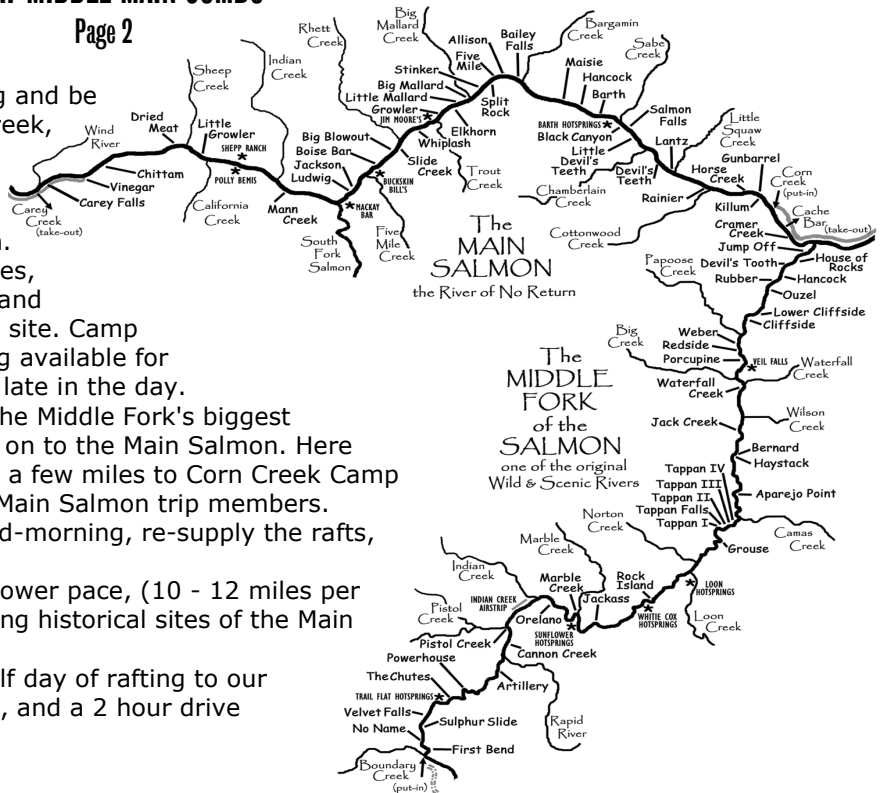 Page 2
g and be
reek,
n.
es,
and
site. Camp
g available for
late in the day.
he Middle Fork's biggest
on to the Main Salmon. Here
a few miles to Corn Creek Camp
Main Salmon trip members.
d-morning, re-supply the rafts,
ower pace, (10 - 12 miles per
ng historical sites of the Main
lf day of rafting to our
, and a 2 hour drive
The
MAIN
SALMON
the River of No Return
Carey
Creek
(take-out)
Wind
River
Carey Falls
Vinegar
Chittam
Dried
Meat
Sheep
Creek
Little
Growler
SHEPP RANCH
POLLY BEMIS
Indian
Creek
California
Creek
Mann
Creek
South
Fork
Salmon
MACKAY
BAR
Ludwig
Jackson
Boise Bar
Big Blowout
Rhett
Creek
BUCKSKIN
BILL'S
Five
Mile
Creek
Slide
Creek
Whiplash
JIM MOORE'S
Growler
Little Mallard
Big Mallard
Big
Mallard
Creek
Elkhorn
Trout
Creek
Stinker
Five
Mile
Allison
Split
Rock
Bailey
Falls
Bargamin
Creek
Maisie
Hancock
Barth
Sabe
Creek
BARTH HOTSPRINGS
Salmon
Falls
Black Canyon
Little
Devil's
Teeth
Chamberlain
Creek
Devil's
Teeth
Lantz
Little
Squaw
Creek
Rainier
Cottonwood
Creek
Horse
Creek
Gunbarrel
Killum
Corn
Creek
(put-in)
Cache
Bar
(take-out)
Cramer
Creek
Jump Off
The
MIDDLE
FORK
of the
SALMON
one of the original
Wild & Scenic Rivers
House of
Rocks
Devil's Tooth
Hancock
Rubber
Ouzel
Lower Cliffside
Cliffside
Papoose
Creek
Weber
Redside
Porcupine
VEIL FALLS
Big
Creek
Waterfall
Creek
Waterfall
Creek
Wilson
Creek
Jack Creek
Bernard
Haystack
Aparejo Point
Tappan IV
Tappan III
Tappan II
Tappan Falls
Tappan I
Camas
Creek
Grouse
Norton
Creek
LOON
HOTSPRINGS
Loon
Creek
WHITIE COX
HOTSPRINGS
Rock
Island
Jackass
Marble
Creek
Marble
Creek
SUNFLOWER
HOTSPRINGS
Orelano
INDIAN CREEK
AIRSTRIP
Indian
Creek
Pistol
Creek
Pistol Creek
Cannon Creek
Rapid
River
Artillery
Powerhouse
The Chutes
TRAIL FLAT HOTSPRINGS
Velvet Falls
Sulphur Slide
No Name
First Bend
Boundary
Creek
(put-in)